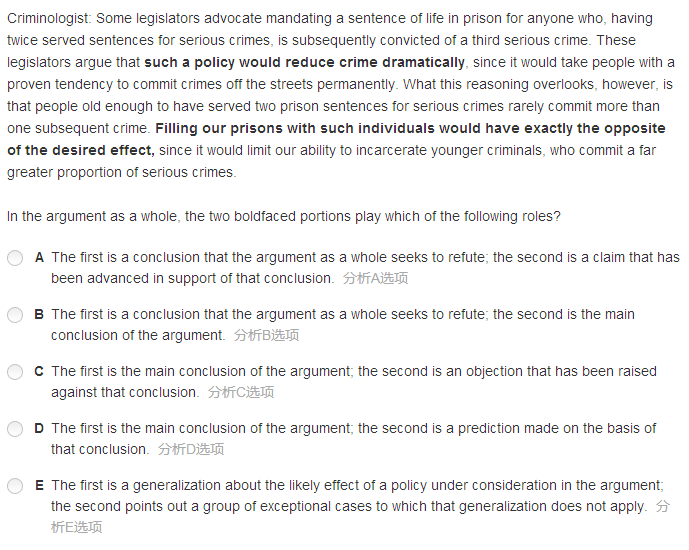 Criminologist: Some legislators advocate mandating a sentence of life in prison for anyone who, having
twice served sentences for serious crimes, is subsequently convicted of a third serious crime. These
legislators argue that such a policy would reduce crime dramatically, since it would take people with a
proven tendency to commit crimes off the streets permanently. What this reasoning overlooks, however, is
that people old enough to have served two prison sentences for serious crimes rarely commit more than
one subsequent crime. Filling our prisons with such individuals would have exactly the opposite
of the desired effect, since it would limit our ability to incarcerate younger criminals, who commit a far
greater proportion of serious crimes.
In the argument as a whole, the two boldfaced portions play which of the following roles?
A The first is a conclusion that the argument as a whole seeks to refute; the second is a claim that has
been advanced in support of that conclusion. 分析A选项
B The first is a conclusion that the argument as a whole seeks to refute; the second is the main
conclusion of the argument. 分析B选项
C The first is the main conclusion of the argument; the second is an objection that has been raised
against that conclusion. 分析C选项
D The first is the main conclusion of the argument; the second is a prediction made on the basis of
that conclusion. 分析D选项
E The first is a generalization about the likely effect of a policy under consideration in the argument;
the second points out a group of exceptional cases to which that generalization does not apply. 分
析E选项